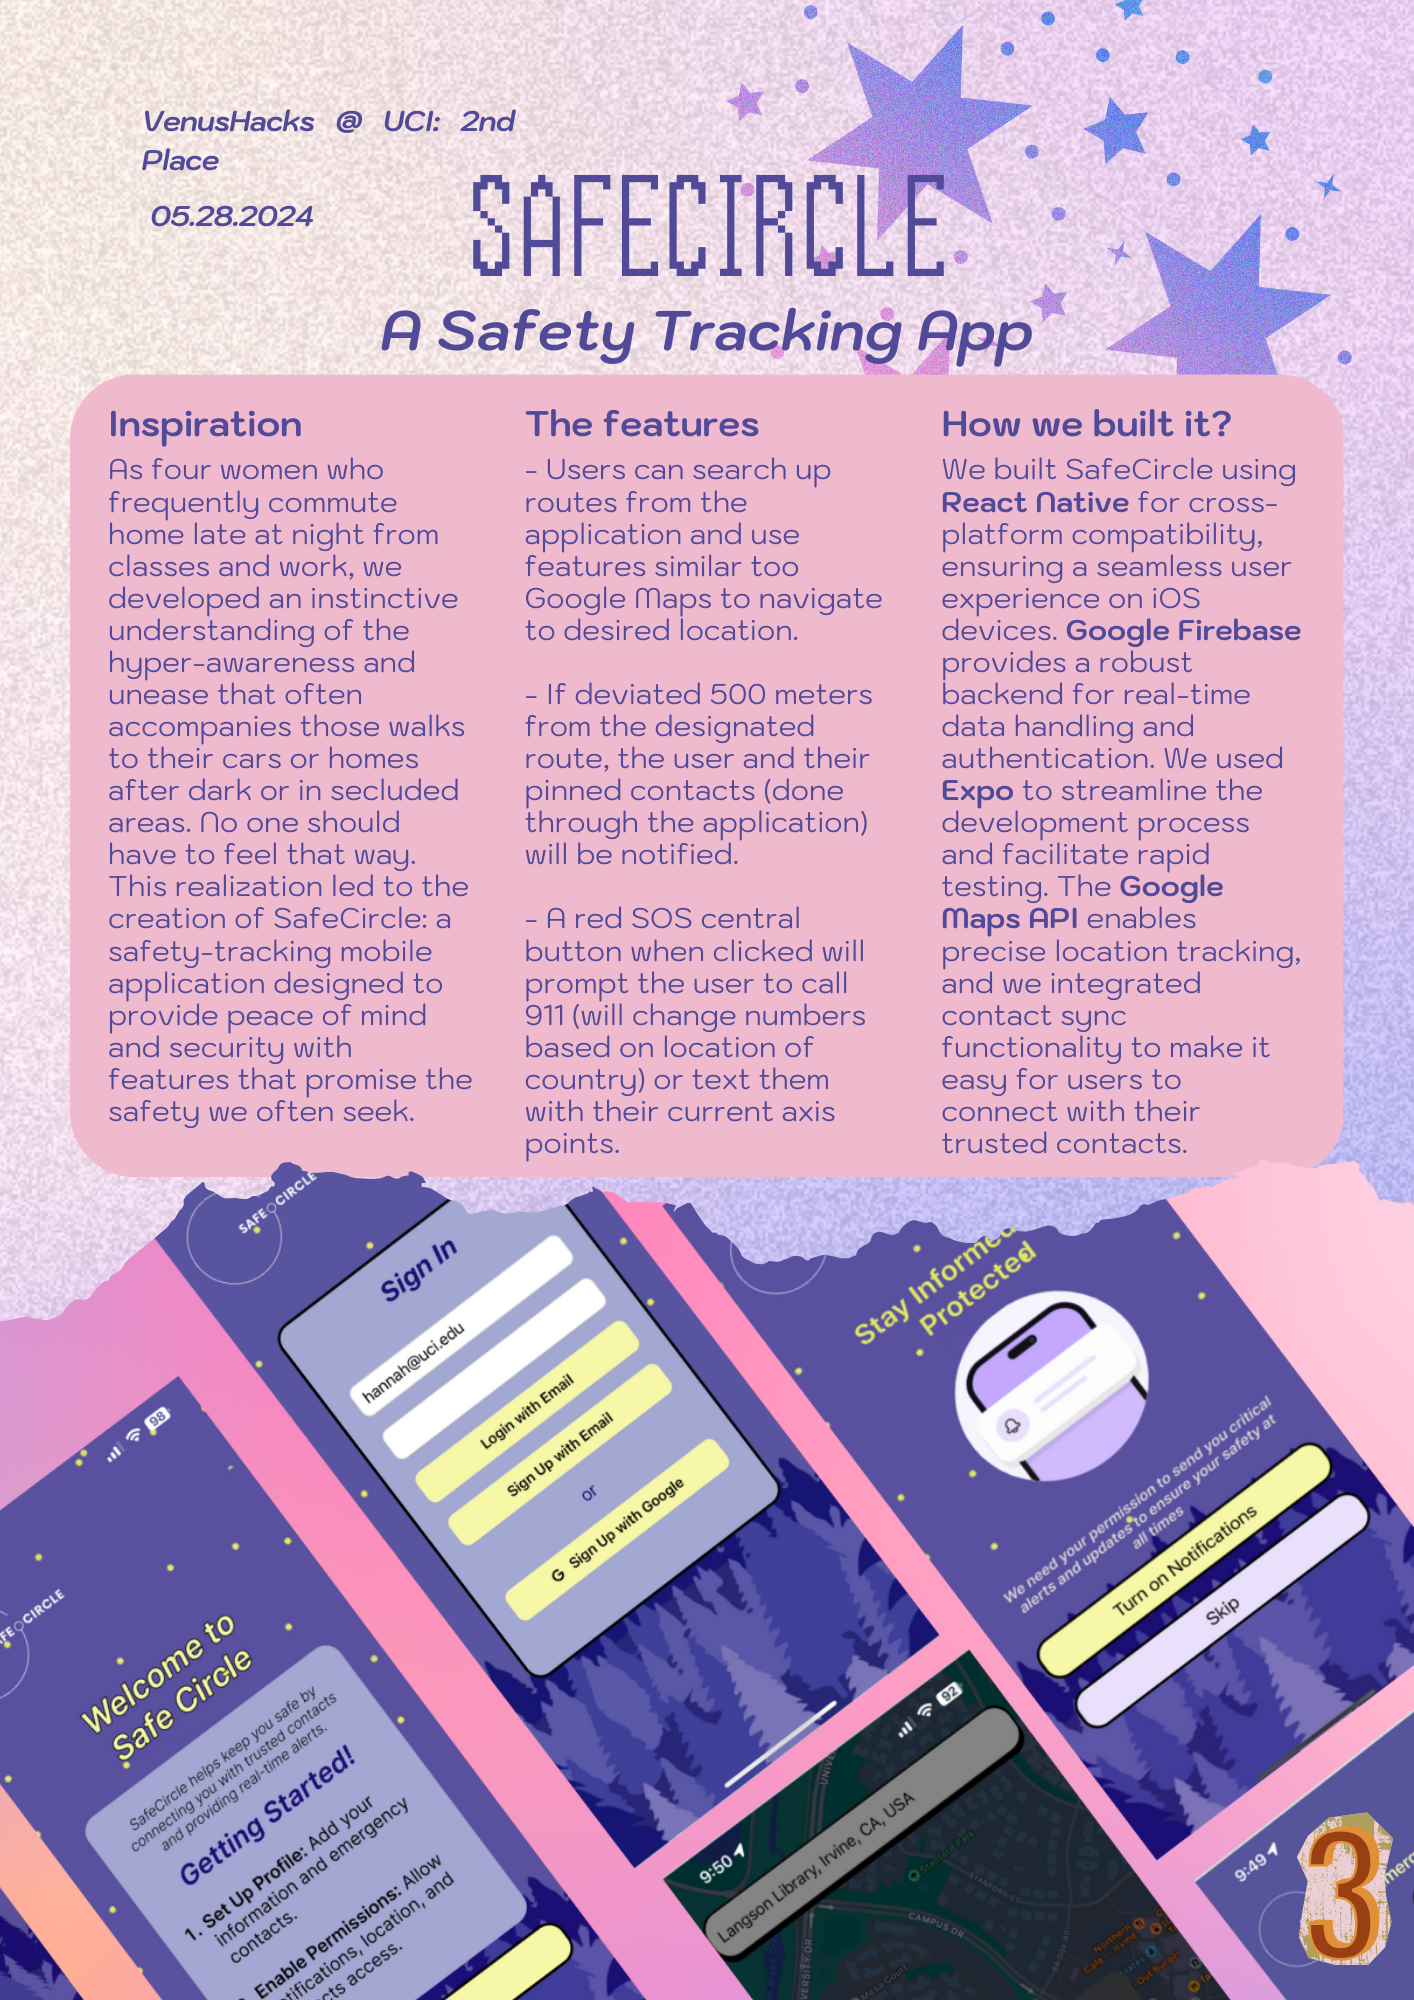 VenusHacks @ UCI: 2nd
Place
05.28.2024
SAFECIRCLE
A Safety Tracking App
Inspiration
As four women who
frequently commute
home late at night from
classes and work, we
developed an instinctive
understanding of the
hyper-awareness and
unease that often
accompanies those walks
to their cars or homes
after dark or in secluded
areas. No one should
have to feel that way.
This realization led to the
creation of SafeCircle: a
safety-tracking mobile
application designed to
provide peace of mind
and security with
features that promise the
safety we often seek.
The features
- Users can search up
routes from the
application and use
features similar too
Google Maps to navigate
to desired location.
- If deviated 500 meters
from the designated
route, the user and their
pinned contacts (done
through the application)
will be notified.
- A red SOS central
button when clicked will
prompt the user to call
911 (will change numbers
based on location of
country) or text them
with their current axis
points.
How we built it?
We built SafeCircle using
React Native for cross-
platform compatibility,
ensuring a seamless user
experience on iOS
devices. Google Firebase
provides a robust
backend for real-time
data handling and
authentication. We used
Expo to streamline the
development process
and facilitate rapid
testing. The Google
Maps API enables
precise location tracking,
and we integrated
contact sync
functionality to make it
easy for users to
connect with their
trusted contacts.
SAFE CIRCLE
Sign In
hannah@uci.edu
Login with Email
Sign Up with Email
or
G Sign Up with Google
Stay Informed
Protected
We need your permission to send you critical
alerts and updates to ensure your safety at
all times
Turn on Notifications
Skip
98
CIRCLE
Welcome to
Safe Circle
SafeCircle helps keep you safe by
connecting you with trusted contacts
and providing real-time alerts.
Getting Started!
1. Set Up Profile: Add your
information and emergency
contacts.
Enable Permissions: Allow
location, and
access.
9:50
92
Langson Library, Irvine, CA, USA
Stanford Park
STANFORD CT
CAMPUS DR
Mesa Court
Northern
Cafe - Irvine
9:49
3